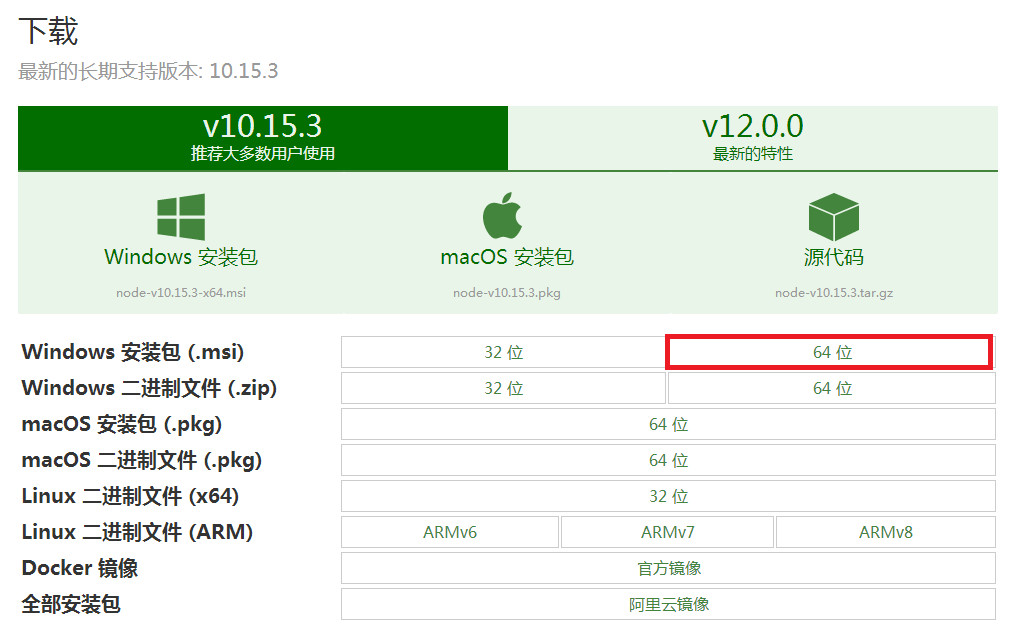 下载
最新的长期支持版本: 10.15.3
v10.15.3
推荐大多数用户使用
v12.0.0
最新的特性
Windows 安装包
node-v10.15.3-x64.msi
macOS 安装包
node-v10.15.3.pkg
源代码
node-v10.15.3.tar.gz
Windows 安装包 (.msi) 32 位 64 位
Windows 二进制文件 (.zip) 32 位 64 位
macOS 安装包 (.pkg) 64 位
macOS 二进制文件 (.pkg) 64 位
Linux 二进制文件 (x64) 32 位
Linux 二进制文件 (ARM) ARMv6 ARMv7 ARMv8
Docker 镜像 官方镜像
全部安装包 阿里云镜像